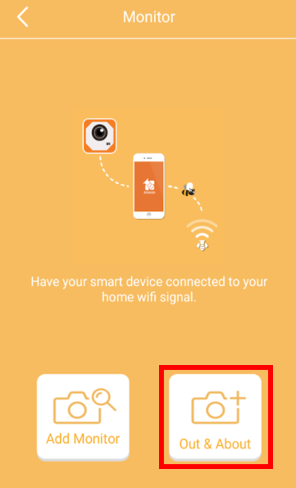 Monitor
Have your smart device connected to your
home wifi signal.
Add Monitor
Out & About